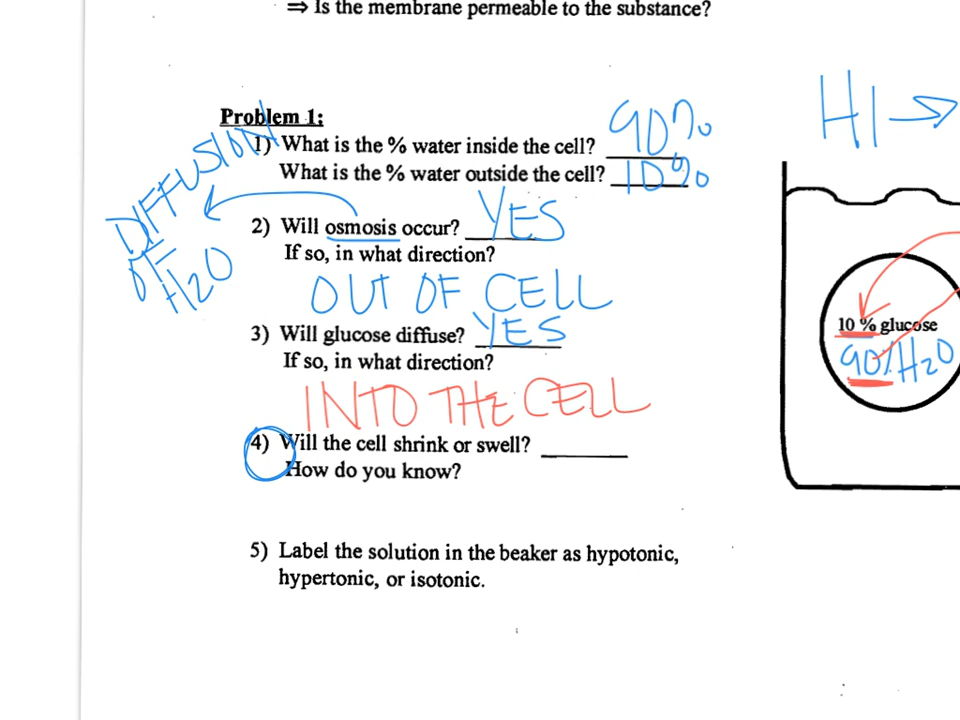 ⇒ Is the membrane permeable to the substance?
Problem 1:
1) What is the % water inside the cell? 90%
What is the % water outside the cell? 10%
DIFFUSION
OF
H2O
2) Will osmosis occur? YES
If so, in what direction?
OUT OF CELL
3) Will glucose diffuse? YES
If so, in what direction?
INTO THE CELL
4) Will the cell shrink or swell?
How do you know?
5) Label the solution in the beaker as hypotonic,
hypertonic, or isotonic.
HI →
10 % glucose
90% H2O